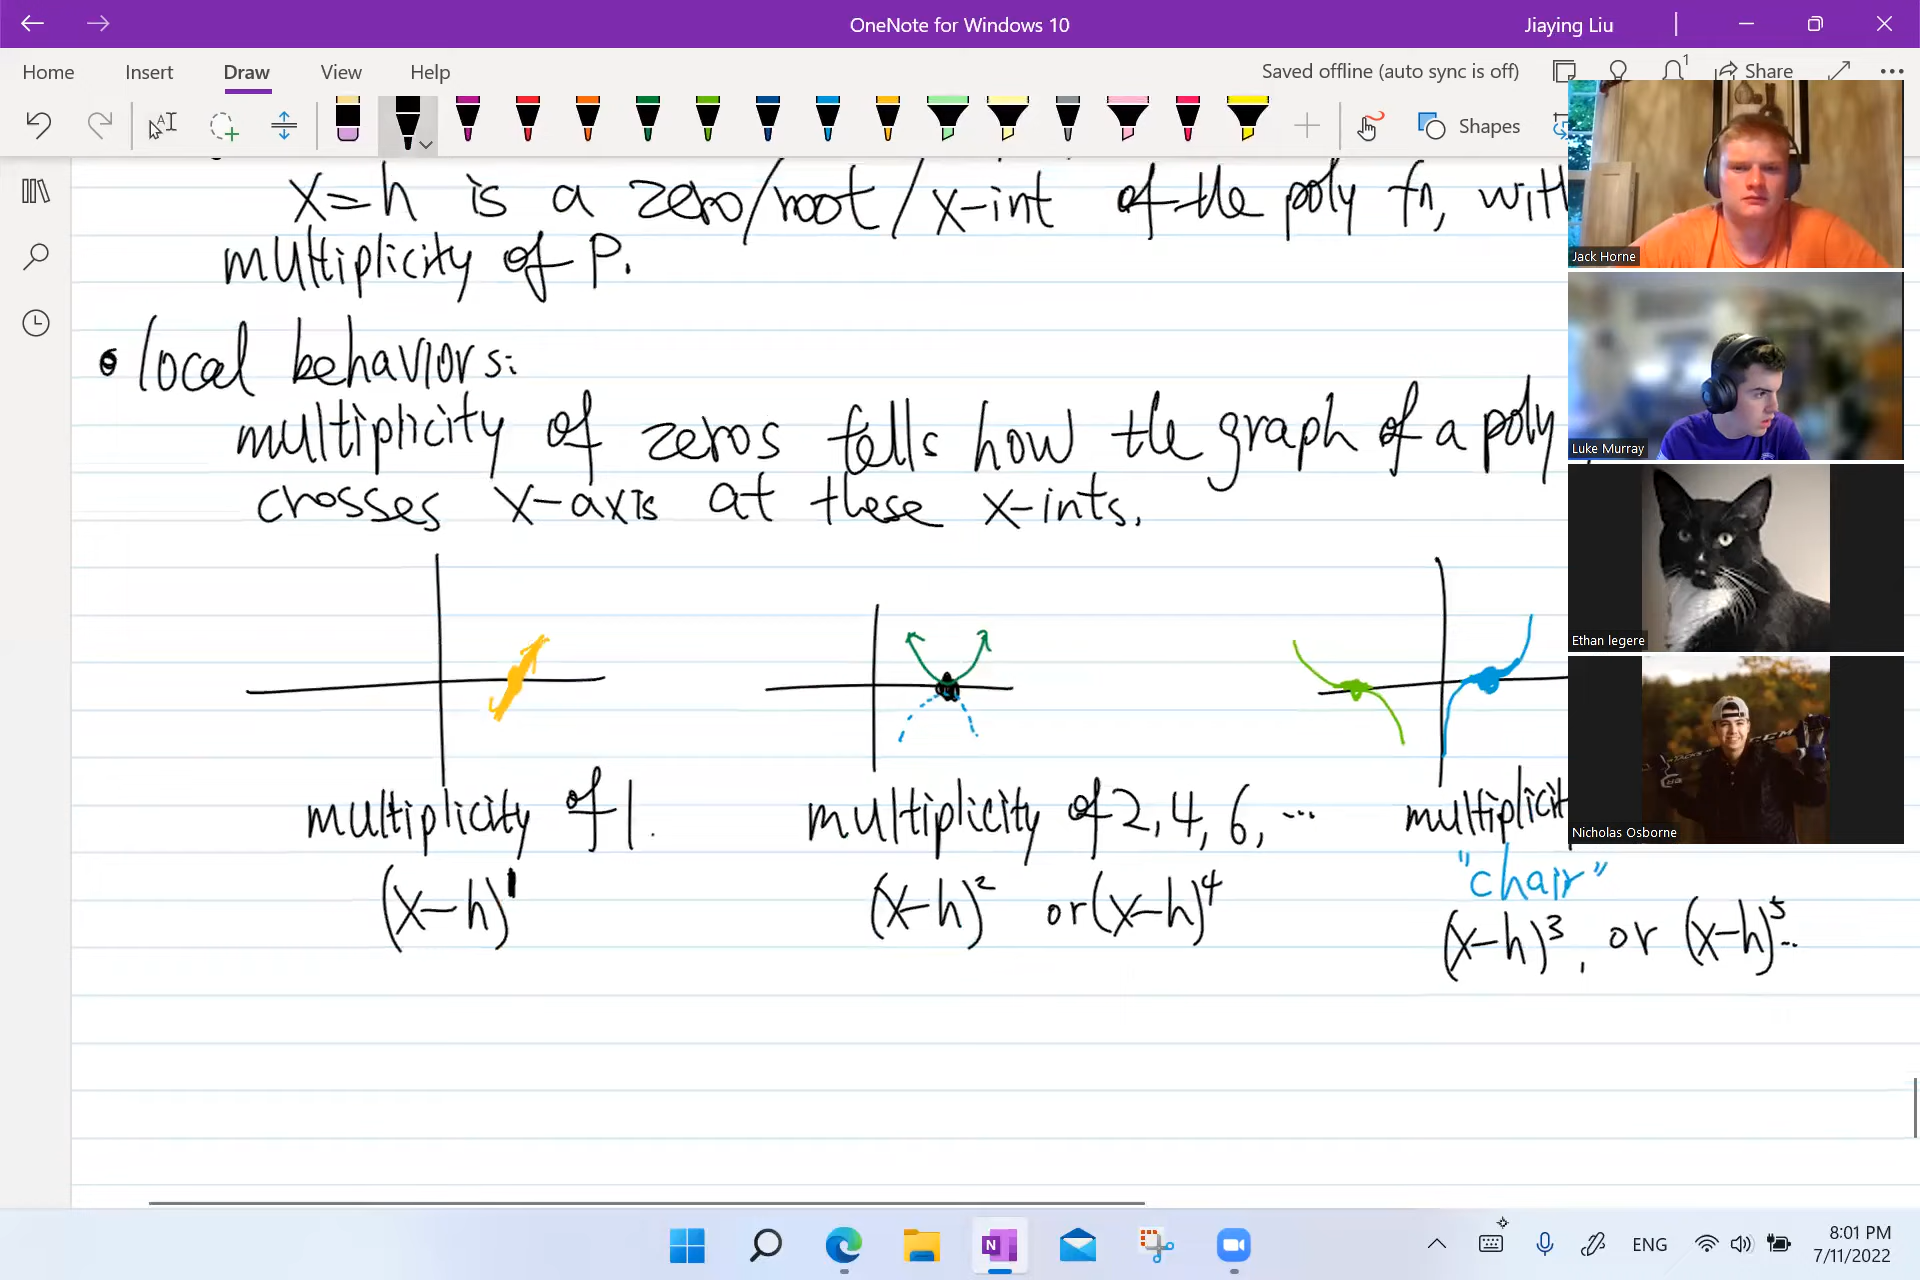 OneNote for Windows 10
Jiaying Liu
Home Insert Draw View Help
Saved offline (auto sync is off)
1
Share
Shapes
x=h is a zero/root/x-int of the poly fn, with
multiplicity of P.
• local behaviors:
multiplicity of zeros tells how the graph of a poly
crosses x-axis at these x-ints.
multiplicity of 1.
(x-h)^1
multiplicity of 2, 4, 6, ...
(x-h)^2 or (x-h)^4
multiplicit
"chair"
(x-h)^3, or (x-h)^5...
Jack Horne
Luke Murray
Ethan legere
Nicholas Osborne
ENG
8:01 PM
7/11/2022